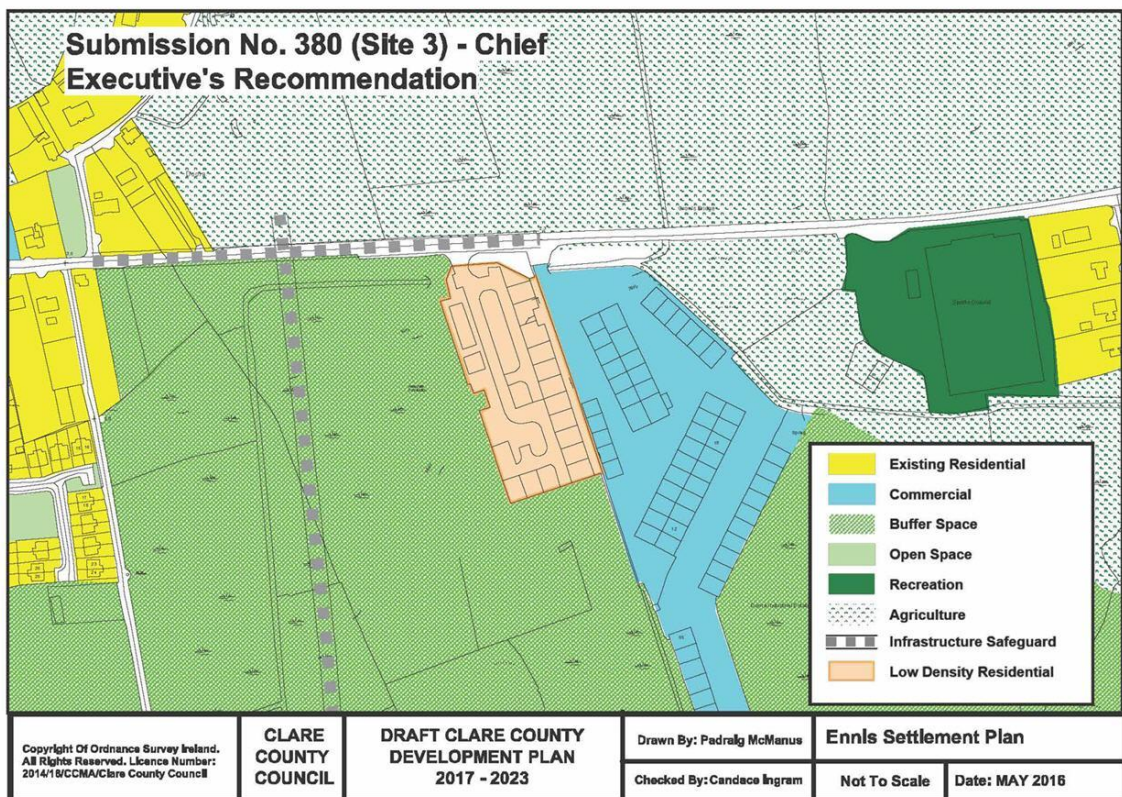 Submission No. 380 (Site 3) - Chief
Executive's Recommendation
Existing Residential
Commercial
Buffer Space
Open Space
Recreation
Agriculture
Infrastructure Safeguard
Low Density Residential
Copyright Of Ordnance Survey Ireland.
All Rights Reserved. Licence Number:
2014/16/CCMA/Clare County Council
CLARE
COUNTY
COUNCIL
DRAFT CLARE COUNTY
DEVELOPMENT PLAN
2017 - 2023
Drawn By: Padraig McManus
Checked By: Candace Ingram
Ennis Settlement Plan
Not To Scale
Date: MAY 2016